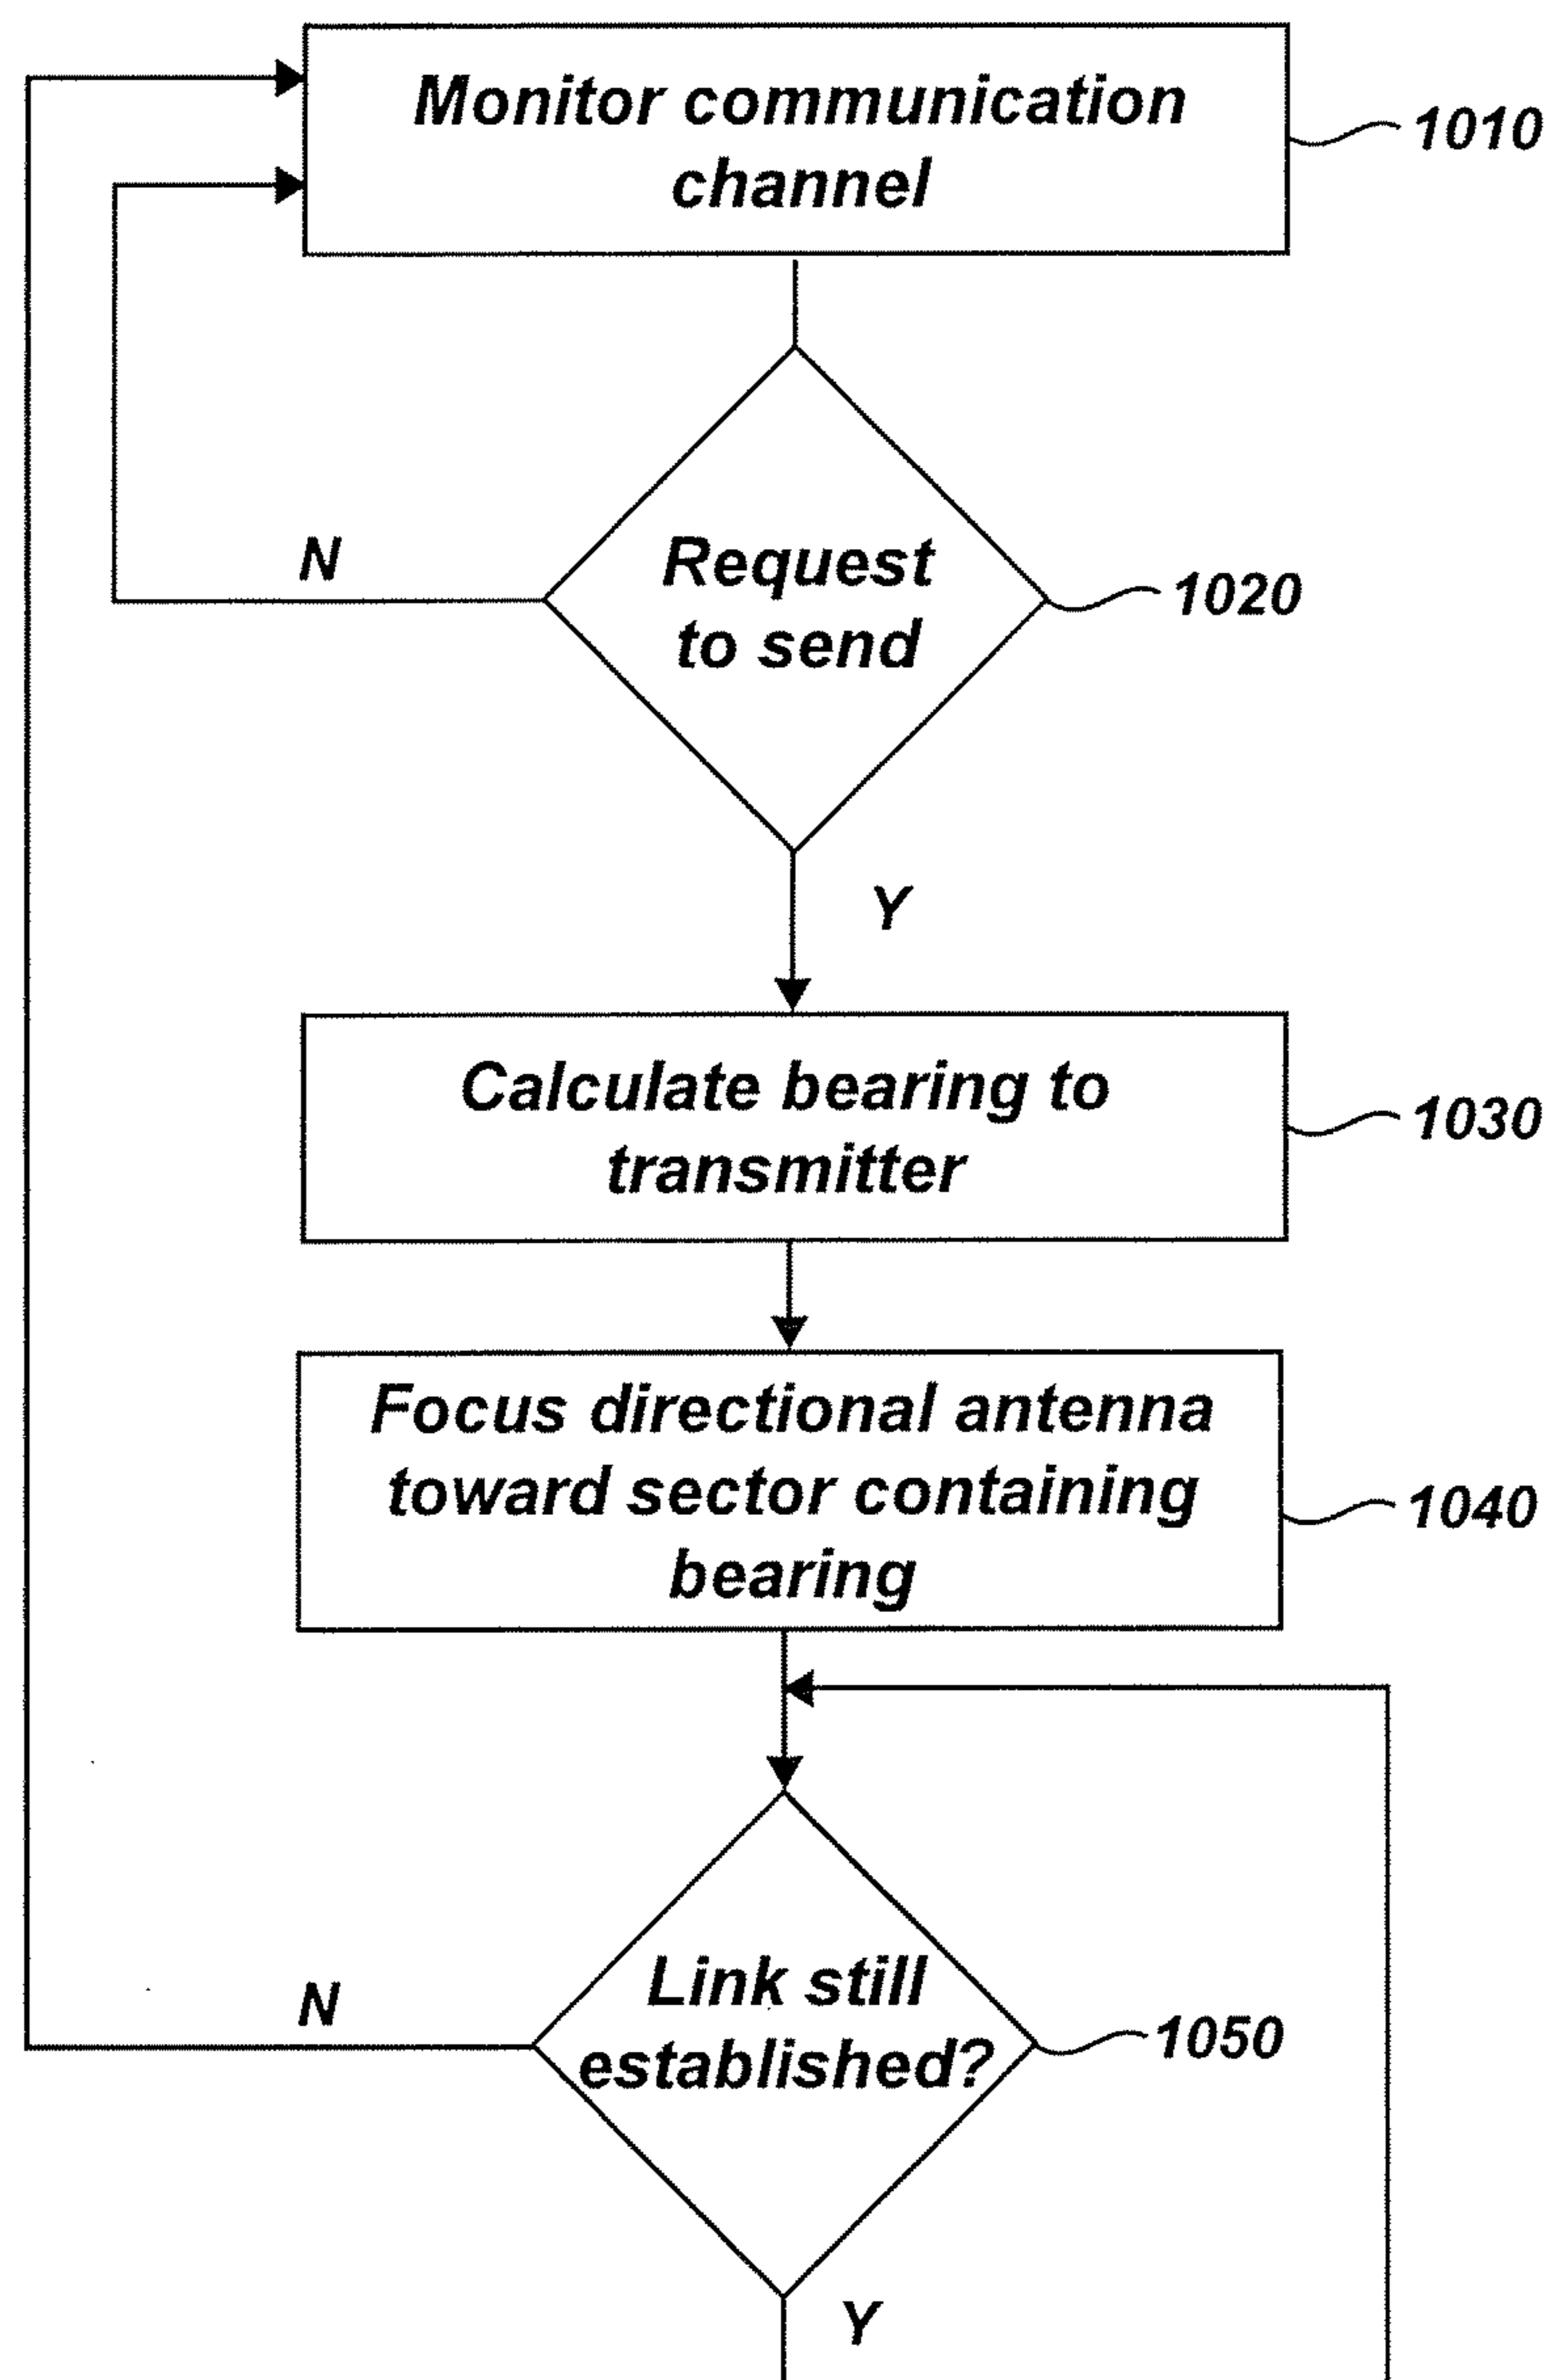 Monitor communication
channel
1010
N
Request
to send
1020
Y
Calculate bearing to
transmitter
1030
Focus directional antenna
toward sector containing
bearing
1040
N
Link still
established?
1050
Y